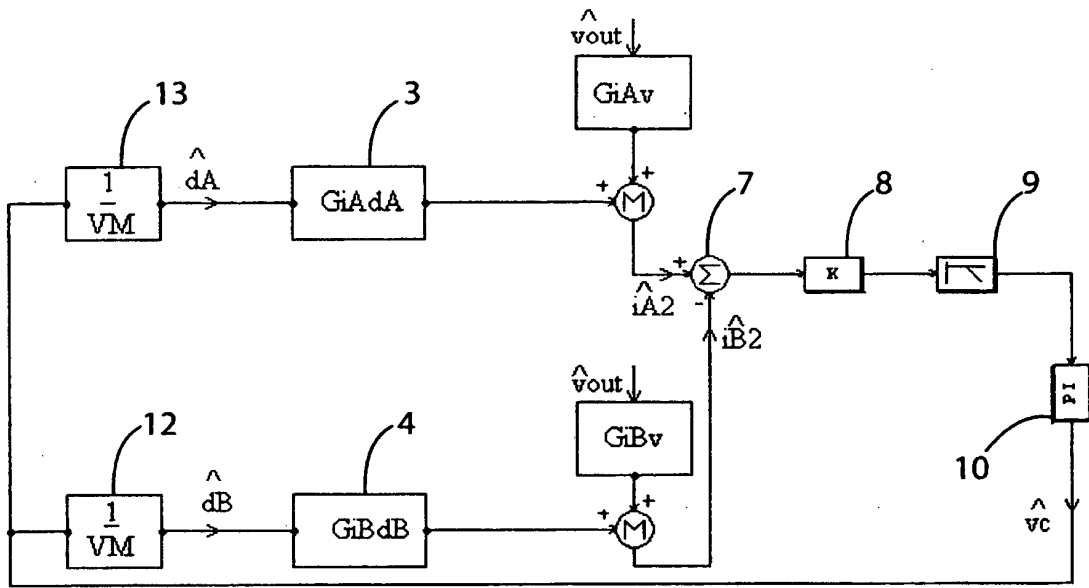 ^
vout
GiAv
13
3
7
8
9
1
VM
^
dA
GiAdA
+
+
M
+
Σ
-
K
^
iA2
^
iB2
PI
10
^
vc
^
vout
GiBv
12
4
1
VM
^
dB
GiBdB
+
+
M